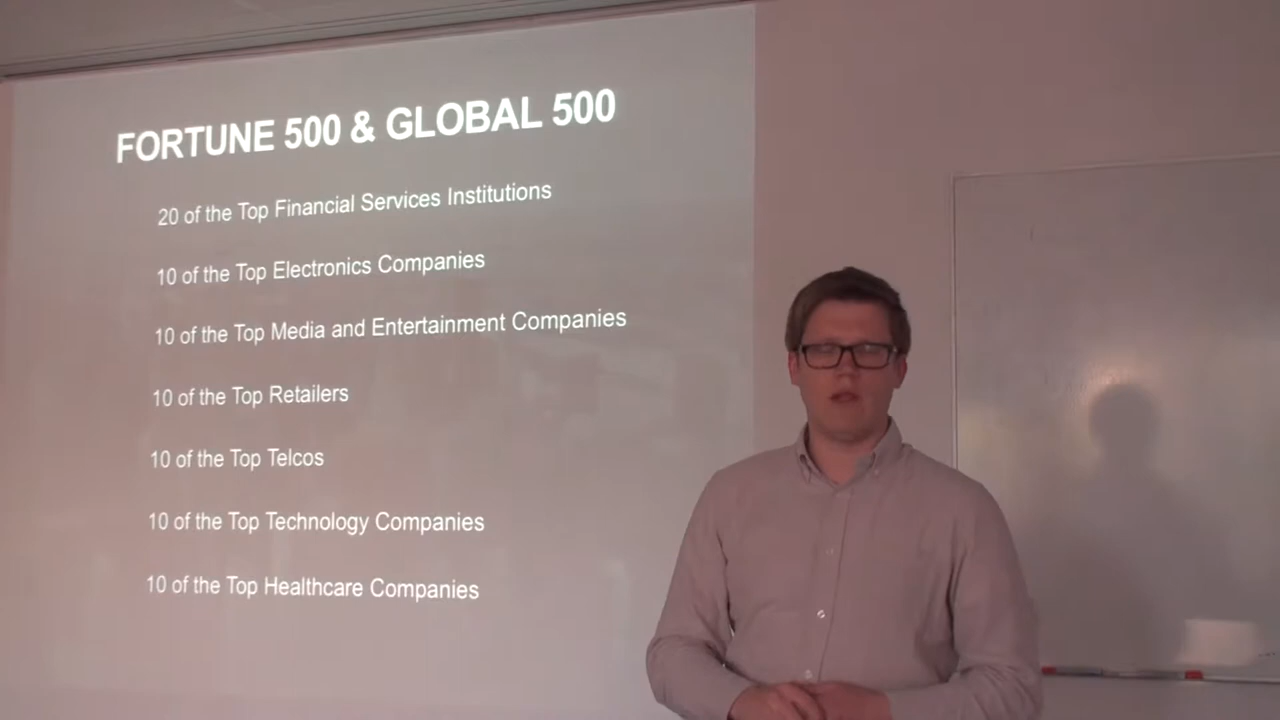 FORTUNE 500 & GLOBAL 500
20 of the Top Financial Services Institutions
10 of the Top Electronics Companies
10 of the Top Media and Entertainment Companies
10 of the Top Retailers
10 of the Top Telcos
10 of the Top Technology Companies
10 of the Top Healthcare Companies